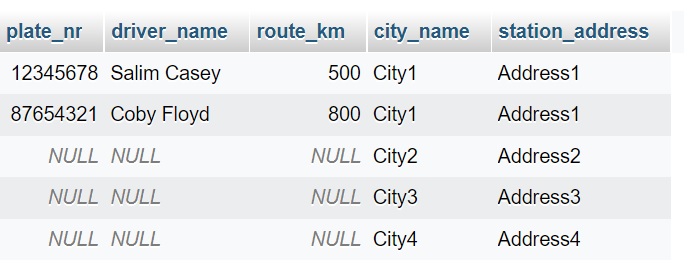 plate_nr driver_name route_km city_name station_address
12345678 Salim Casey 500 City1 Address1
87654321 Coby Floyd 800 City1 Address1
NULL NULL NULL City2 Address2
NULL NULL NULL City3 Address3
NULL NULL NULL City4 Address4